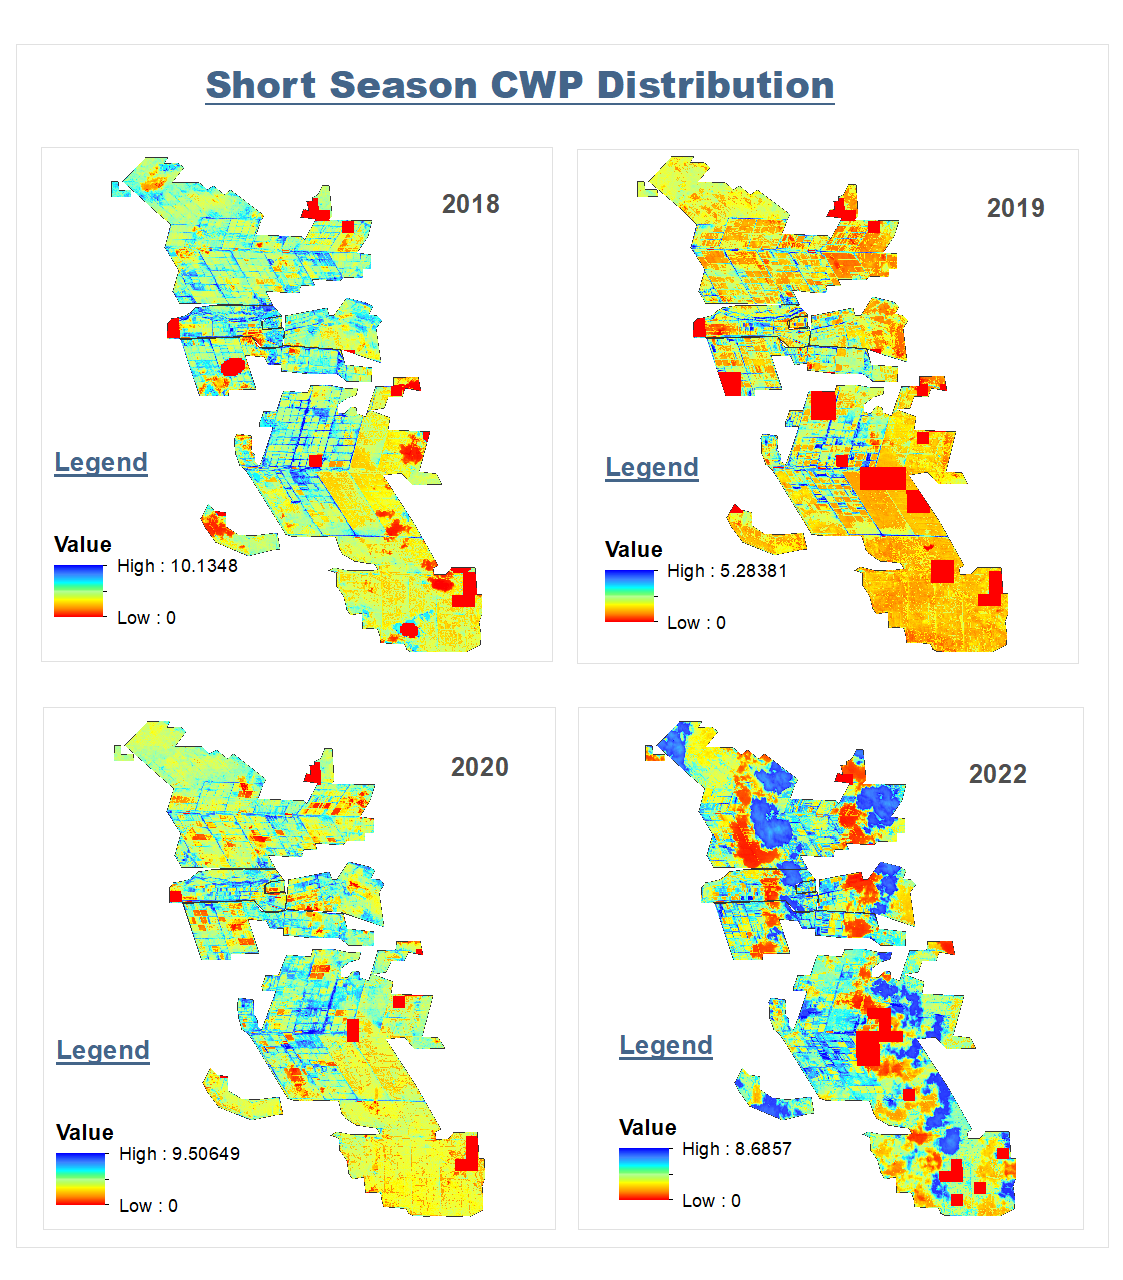 Short Season CWP Distribution
2018
Legend
Value
High : 10.1348
Low : 0
2019
Legend
Value
High : 5.28381
Low : 0
2020
Legend
Value
High : 9.50649
Low : 0
2022
Legend
Value
High : 8.6857
Low : 0